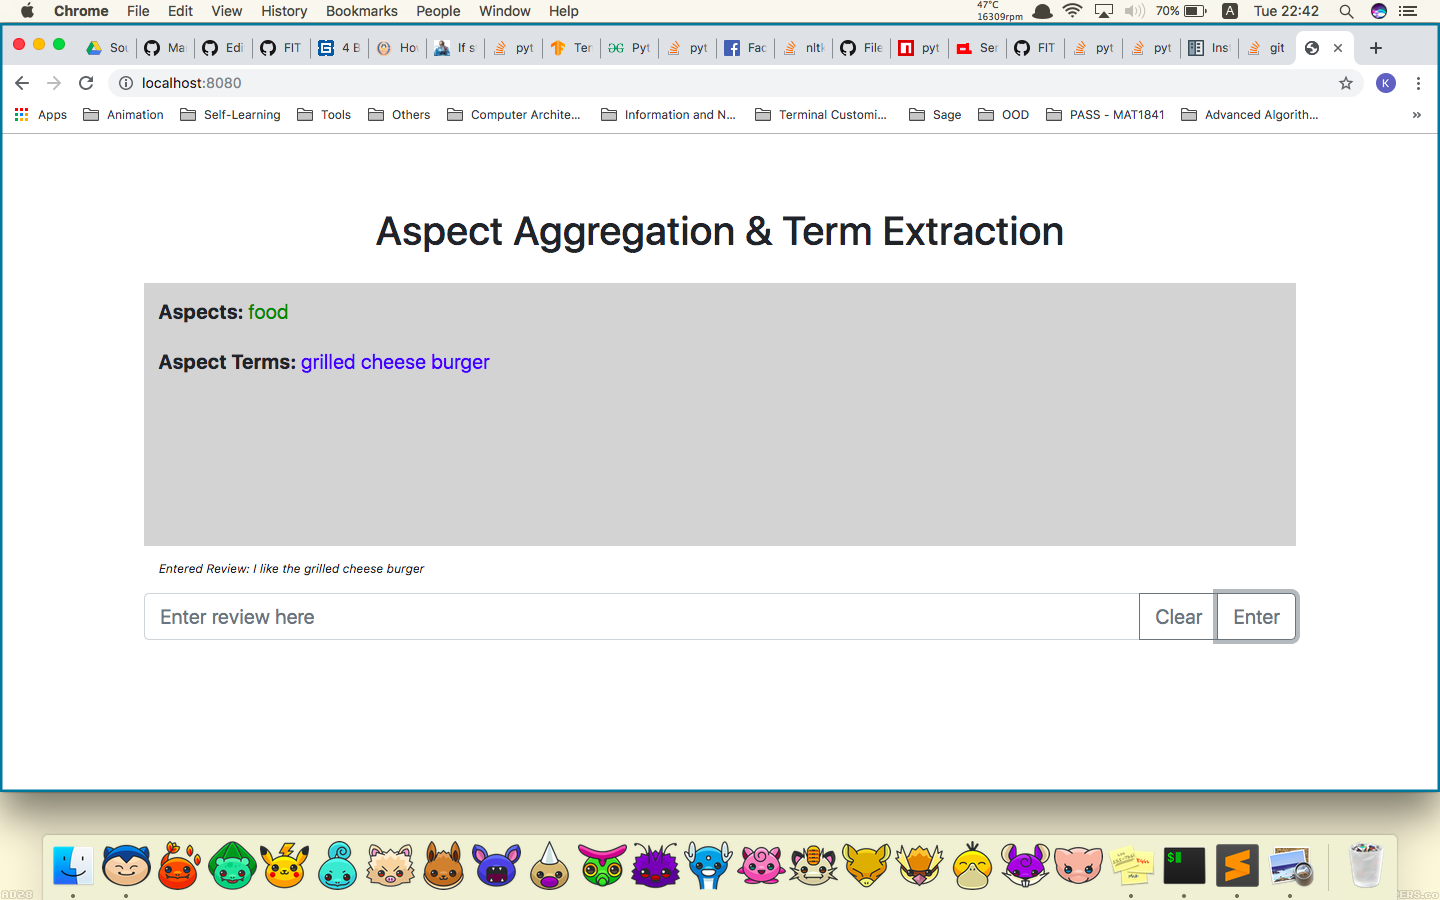 Chrome File Edit View History Bookmarks People Window Help 47°C 16309rpm 70% A Tue 22:42
Sou Ma Edi FIT 4 B Hov If s pyt Ter Pyt pyt Fac nltk File pyt Ser FIT pyt pyt Ins git
localhost:8080 K
Apps Animation Self-Learning Tools Others Computer Archite... Information and N... Terminal Customi... Sage OOD PASS - MAT1841 Advanced Algorith... »
Aspect Aggregation & Term Extraction
Aspects: food
Aspect Terms: grilled cheese burger
Entered Review: I like the grilled cheese burger
Enter review here Clear Enter